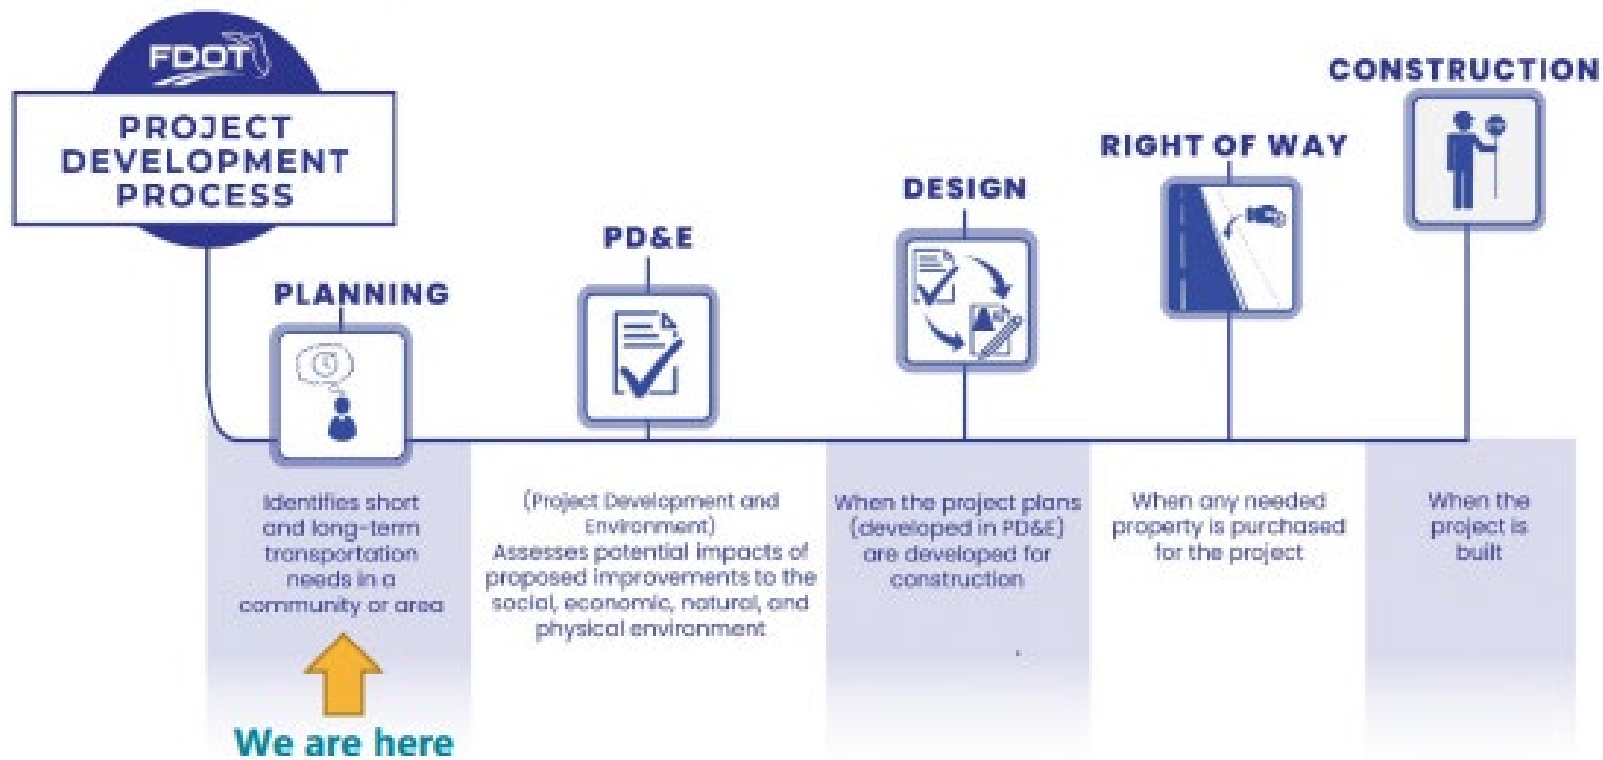 FDOT
PROJECT
DEVELOPMENT
PROCESS
PLANNING
PD&E
DESIGN
RIGHT OF WAY
CONSTRUCTION
Identifies short
and long-term
transportation
needs in a
community or area
(Project Development and
Environment)
Assesses potential impacts of
proposed improvements to the
social, economic, natural, and
physical environment
When the project plans
(developed in PD&E)
are developed for
construction
When any needed
property is purchased
for the project
When the
project is
built
We are here